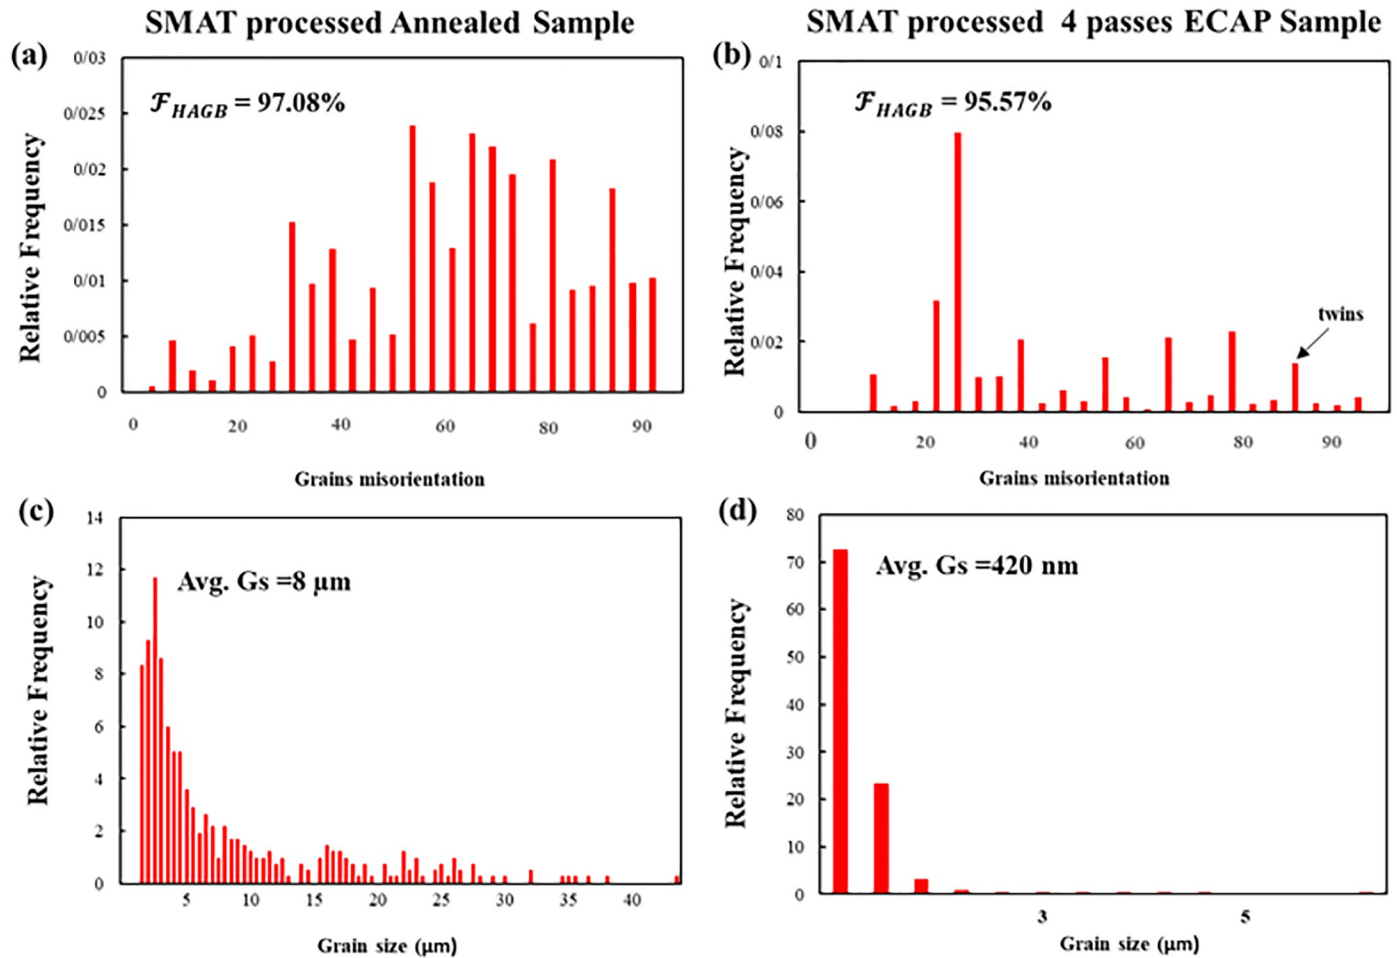 SMAT processed Annealed Sample
SMAT processed 4 passes ECAP Sample
(a)
0/03
0/025
0/02
0/015
0/01
0/005
0
ℱHAGB = 97.08%
Relative Frequency
0 20 40 60 80 90
Grains misorientation
(b)
0/1
0/08
0/06
0/04
0/02
0
ℱHAGB = 95.57%
twins
Relative Frequency
0 20 40 60 80 90
Grains misorientation
(c)
14
12
10
8
6
4
2
0
Avg. Gs =8 µm
Relative Frequency
5 10 15 20 25 30 35 40
Grain size (µm)
(d)
80
70
60
50
40
30
20
10
0
Avg. Gs =420 nm
Relative Frequency
3 5
Grain size (µm)